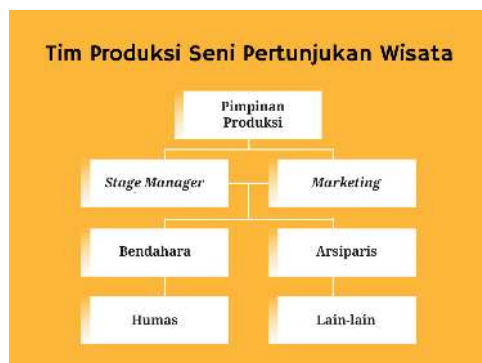 Tim Produksi Seni Pertunjukan Wisata
Pimpinan
Produksi
Stage Manager
Marketing
Bendahara
Arsiparis
Humas
Lain-lain